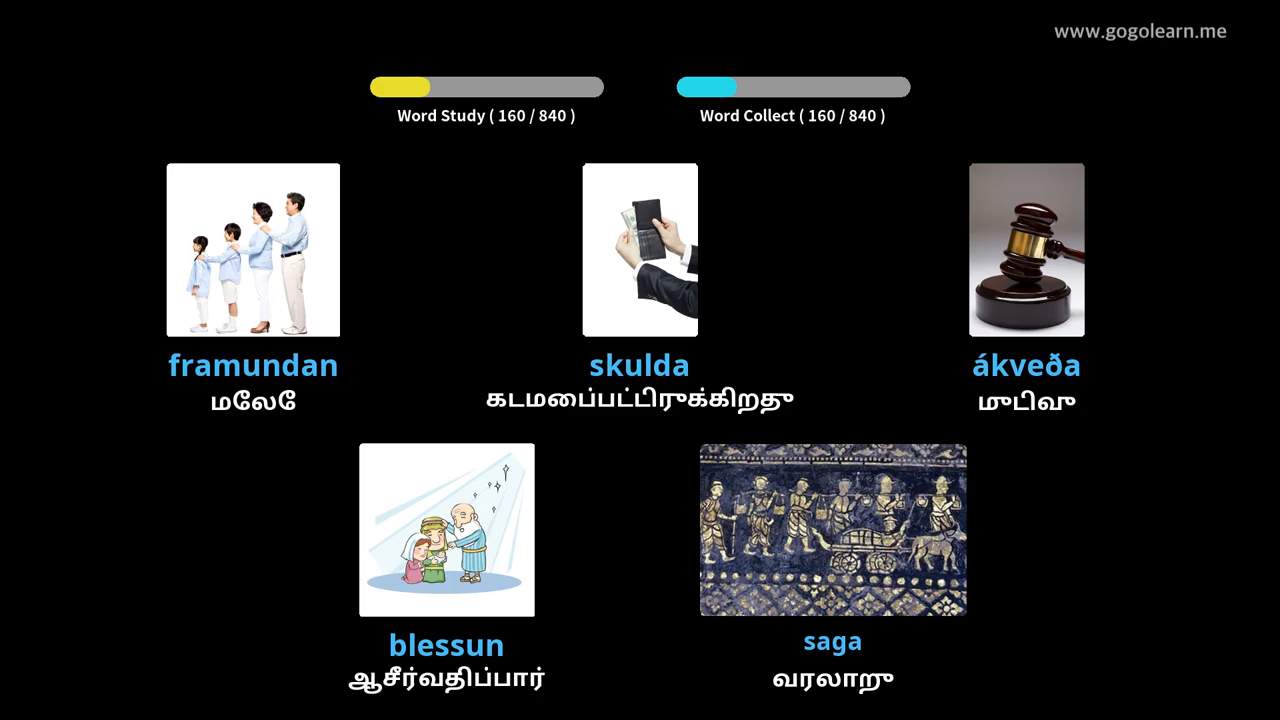 www.gogolearn.me
Word Study ( 160 / 840 )
Word Collect ( 160 / 840 )
framundan
மலேே
skulda
கடமைப்பட்டிருக்கிறது
ákveða
முடிவு
blessun
ஆசீர்வதிப்பார்
saga
வரலாறு